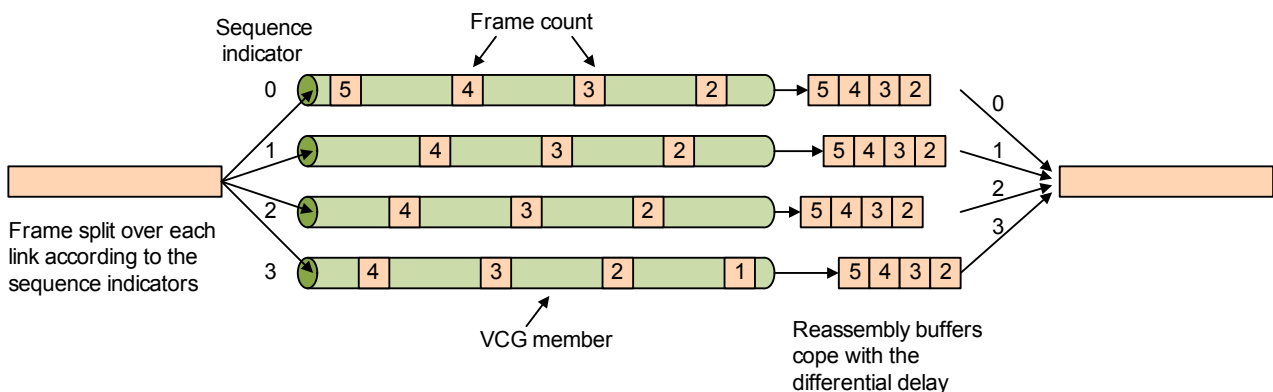 Sequence
indicator
Frame count
0
5 4 3 2
5 4 3 2
0
1
4 3 2
5 4 3 2
1
2
4 3 2
5 4 3 2
2
3
4 3 2 1
5 4 3 2
3
Frame split over each
link according to the
sequence indicators
VCG member
Reassembly buffers
cope with the
differential delay